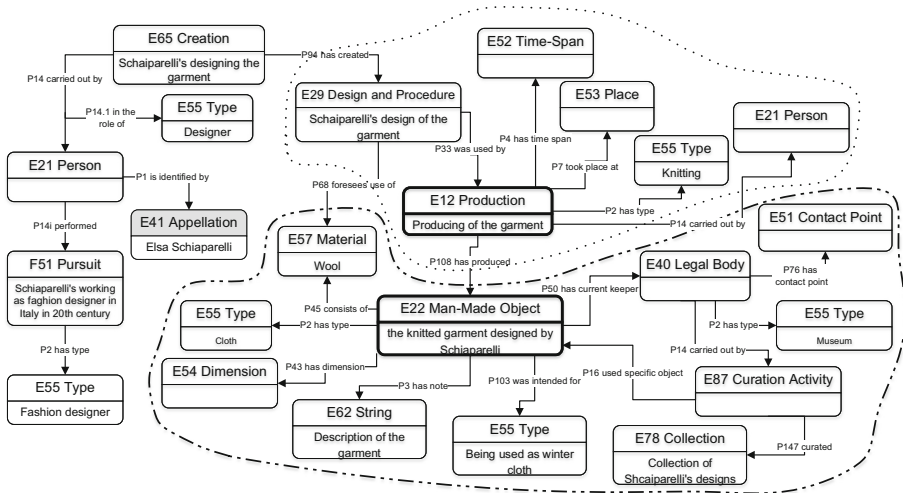 E65 Creation
Schaiparelli's designing the
garment
P94 has created
E52 Time-Span
P14 carried out by
E29 Design and Procedure
Schaiparelli's design of the
garment
E53 Place
E21 Person
P14.1 in the
role of
E55 Type
Designer
P4 has time span
P33 was used by
P7 took place at
E55 Type
Knitting
E21 Person
P1 is identified by
P68 foresees use of
E12 Production
Producing of the garment
P2 has type
P14 carried out by
E41 Appellation
Elsa Schiaparelli
P14i performed
E57 Material
Wool
E51 Contact Point
F51 Pursuit
Schiaparelli's working
as faghion designer in
Italy in 20th century
P108 has produced
E40 Legal Body
P76 has
contact point
P50 has current keeper
P45 consists of
E22 Man-Made Object
the knitted garment designed by
Schiaparelli
E55 Type
Cloth
P2 has type
P2 has type
E55 Type
Museum
P2 has type
P14 carried out by
E54 Dimension
P43 has dimension
P16 used specific object
E87 Curation Activity
E55 Type
Fashion designer
P3 has note
P103 was intended for
E62 String
Description of the
garment
E55 Type
Being used as winter
cloth
E78 Collection
Collection of
Shcaiparelli's designs
P147 curated